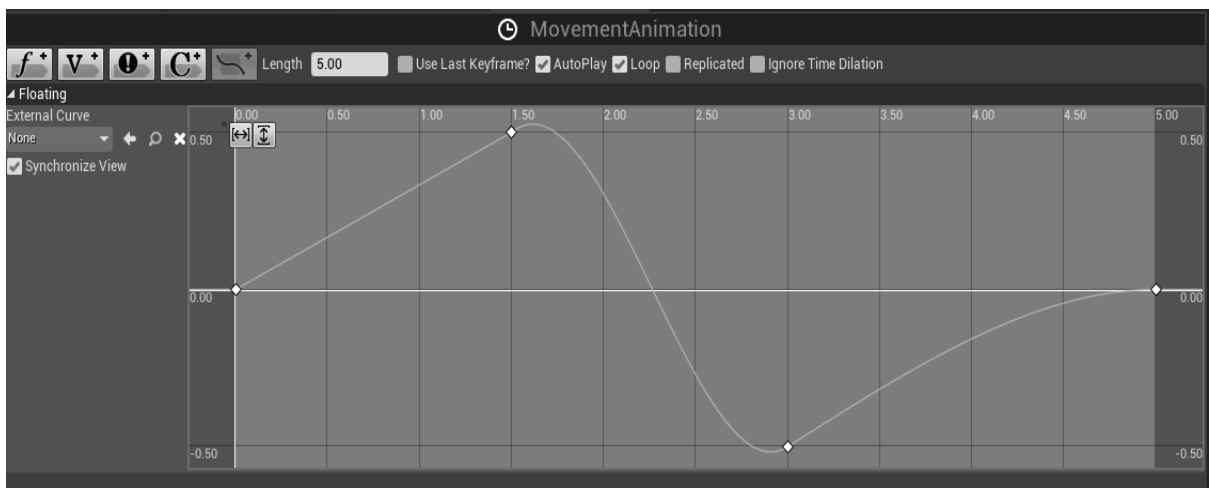 MovementAnimation
f+ V+ !+ C+ + Length 5.00 Use Last Keyframe? AutoPlay Loop Replicated Ignore Time Dilation
Floating
External Curve 0.00 0.50 1.00 1.50 2.00 2.50 3.00 3.50 4.00 4.50 5.00
None 0.50 0.50
Synchronize View
0.00 0.00
-0.50 -0.50